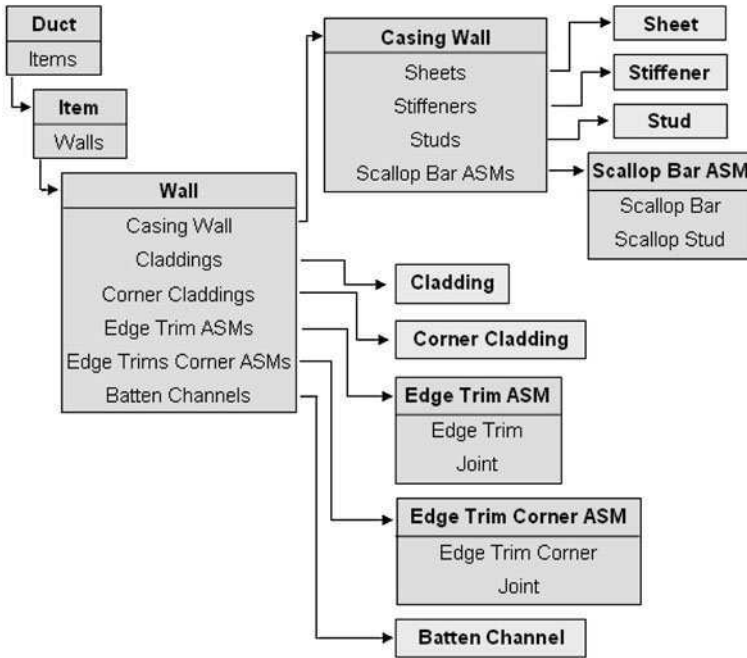 Duct
Items
Item
Walls
Wall
Casing Wall
Claddings
Corner Claddings
Edge Trim ASMs
Edge Trims Corner ASMs
Batten Channels
Casing Wall
Sheets
Stiffeners
Studs
Scallop Bar ASMs
Sheet
Stiffener
Stud
Scallop Bar ASM
Scallop Bar
Scallop Stud
Cladding
Corner Cladding
Edge Trim ASM
Edge Trim
Joint
Edge Trim Corner ASM
Edge Trim Corner
Joint
Batten Channel